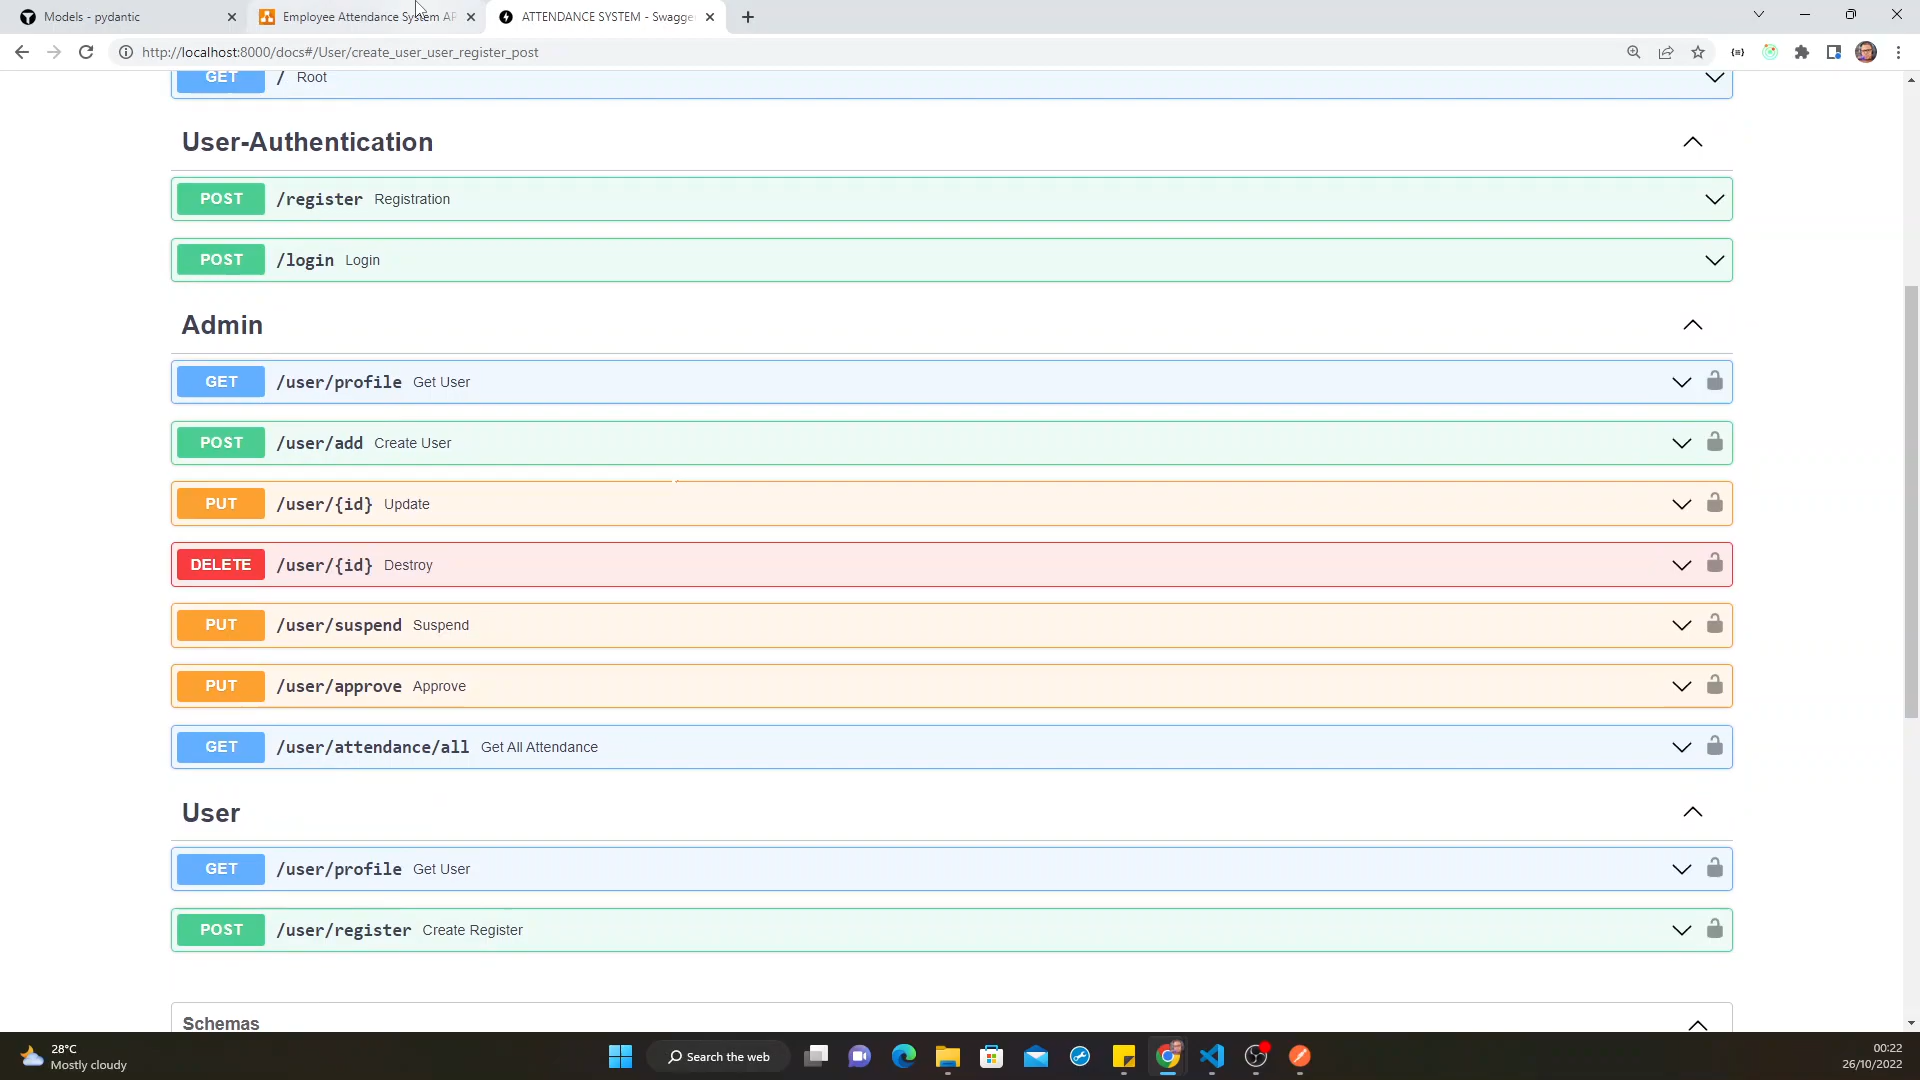 Models - pydantic
Employee Attendance System AP
ATTENDANCE SYSTEM - Swagge
http://localhost:8000/docs#/User/create_user_user_register_post
GET / Root
User-Authentication
POST /register Registration
POST /login Login
Admin
GET /user/profile Get User
POST /user/add Create User
PUT /user/{id} Update
DELETE /user/{id} Destroy
PUT /user/suspend Suspend
PUT /user/approve Approve
GET /user/attendance/all Get All Attendance
User
GET /user/profile Get User
POST /user/register Create Register
Schemas
28°C
Mostly cloudy
Search the web
00:22
26/10/2022